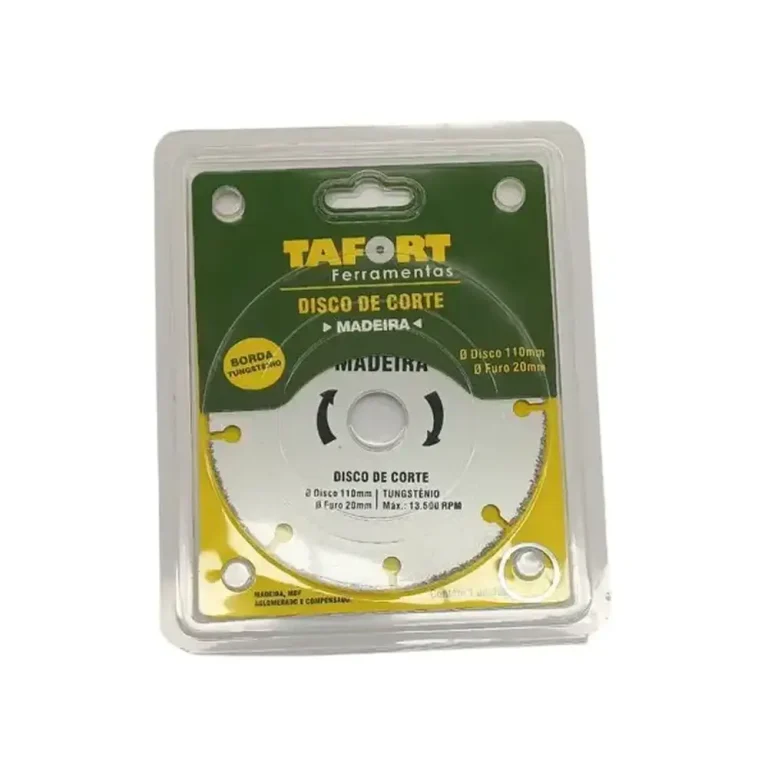 TAFORT
Ferramentas
DISCO DE CORTE
MADEIRA
BORDA
TUNGSTÊNIO
Ø Disco 110mm
Ø Furo 20mm
MADEIRA
DISCO DE CORTE
Ø Disco 110mm | TUNGSTÊNIO
Ø Furo 20mm | Máx.: 13.500 RPM
MADEIRA, MDF
AGLOMERADO E COMPENSADO